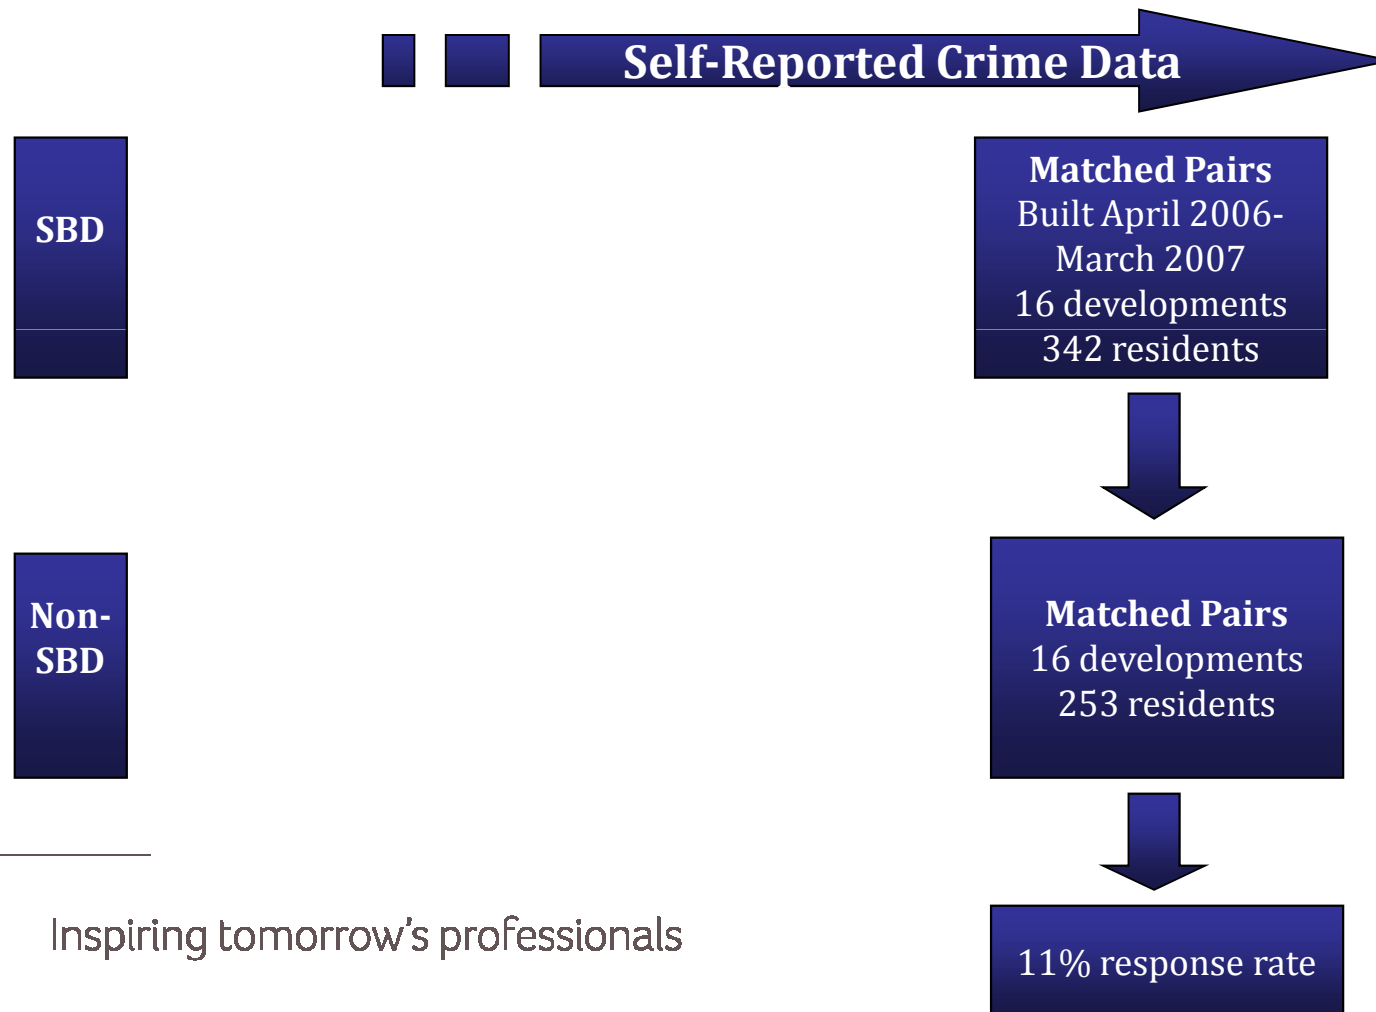 Self-Reported Crime Data
SBD
Matched Pairs
Built April 2006-
March 2007
16 developments
342 residents
Non-
SBD
Matched Pairs
16 developments
253 residents
Inspiring tomorrow's professionals
11% response rate